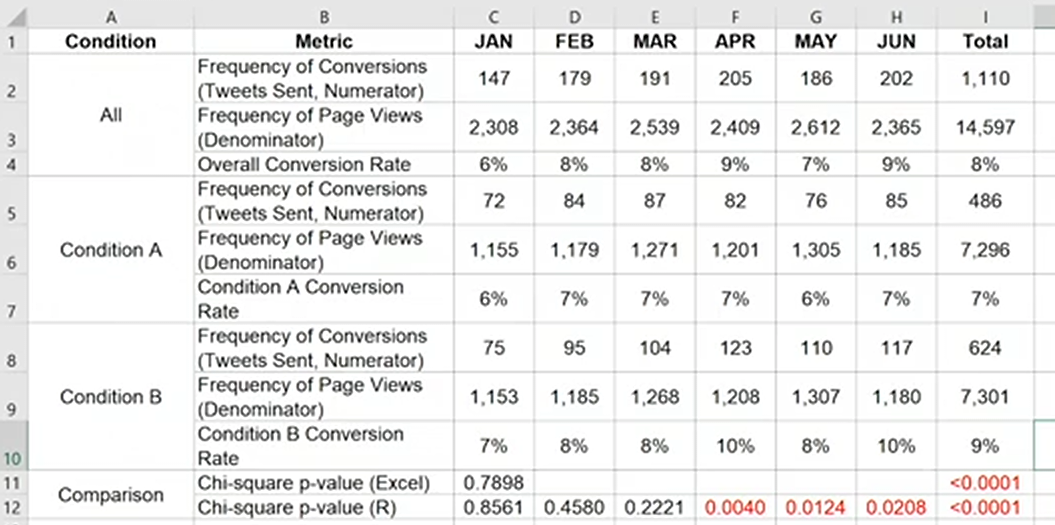 A B C D E F G H I
1 Condition Metric JAN FEB MAR APR MAY JUN Total
Frequency of Conversions
2 (Tweets Sent, Numerator) 147 179 191 205 186 202 1,110
All
Frequency of Page Views
3 (Denominator) 2,308 2,364 2,539 2,409 2,612 2,365 14,597
4 Overall Conversion Rate 6% 8% 8% 9% 7% 9% 8%
Frequency of Conversions
5 (Tweets Sent, Numerator) 72 84 87 82 76 85 486
Condition A
Frequency of Page Views
6 (Denominator) 1,155 1,179 1,271 1,201 1,305 1,185 7,296
Condition A Conversion
7 Rate 6% 7% 7% 7% 6% 7% 7%
Frequency of Conversions
8 (Tweets Sent, Numerator) 75 95 104 123 110 117 624
Condition B
Frequency of Page Views
9 (Denominator) 1,153 1,185 1,268 1,208 1,307 1,180 7,301
Condition B Conversion
10 Rate 7% 8% 8% 10% 8% 10% 9%
Comparison
11 Chi-square p-value (Excel) 0.7898 <0.0001
12 Chi-square p-value (R) 0.8561 0.4580 0.2221 0.0040 0.0124 0.0208 <0.0001